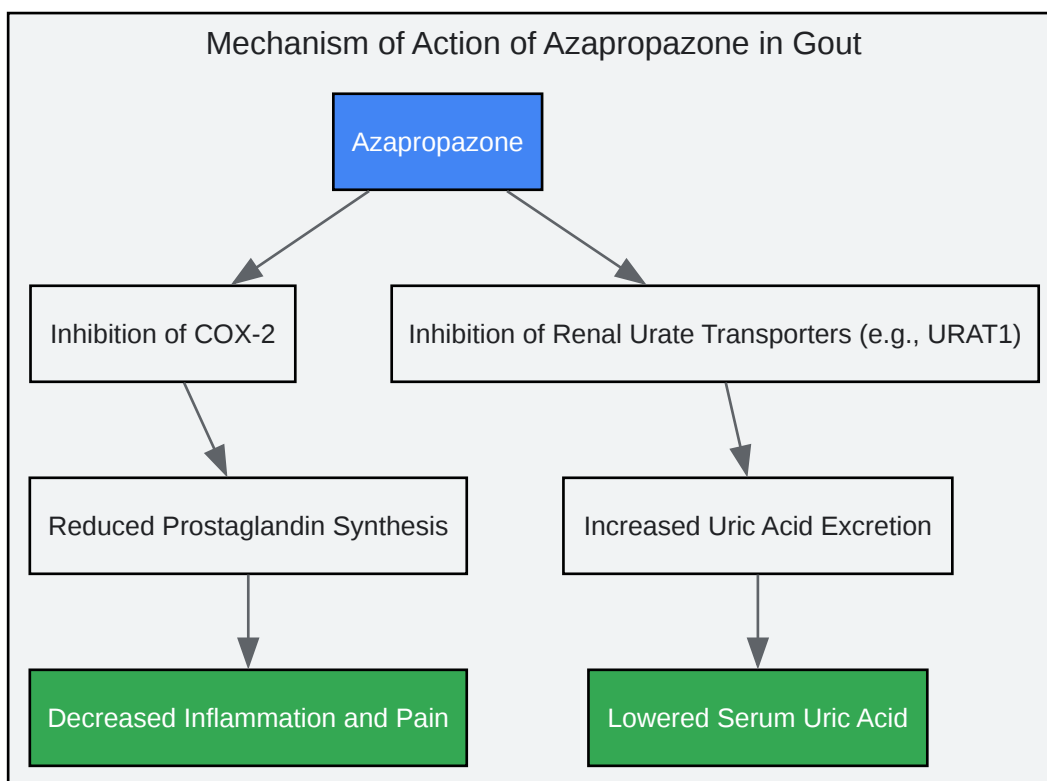 Mechanism of Action of Azapropazone in Gout
Azapropazone
Inhibition of COX-2
Inhibition of Renal Urate Transporters (e.g., URAT1)
Reduced Prostaglandin Synthesis
Increased Uric Acid Excretion
Decreased Inflammation and Pain
Lowered Serum Uric Acid